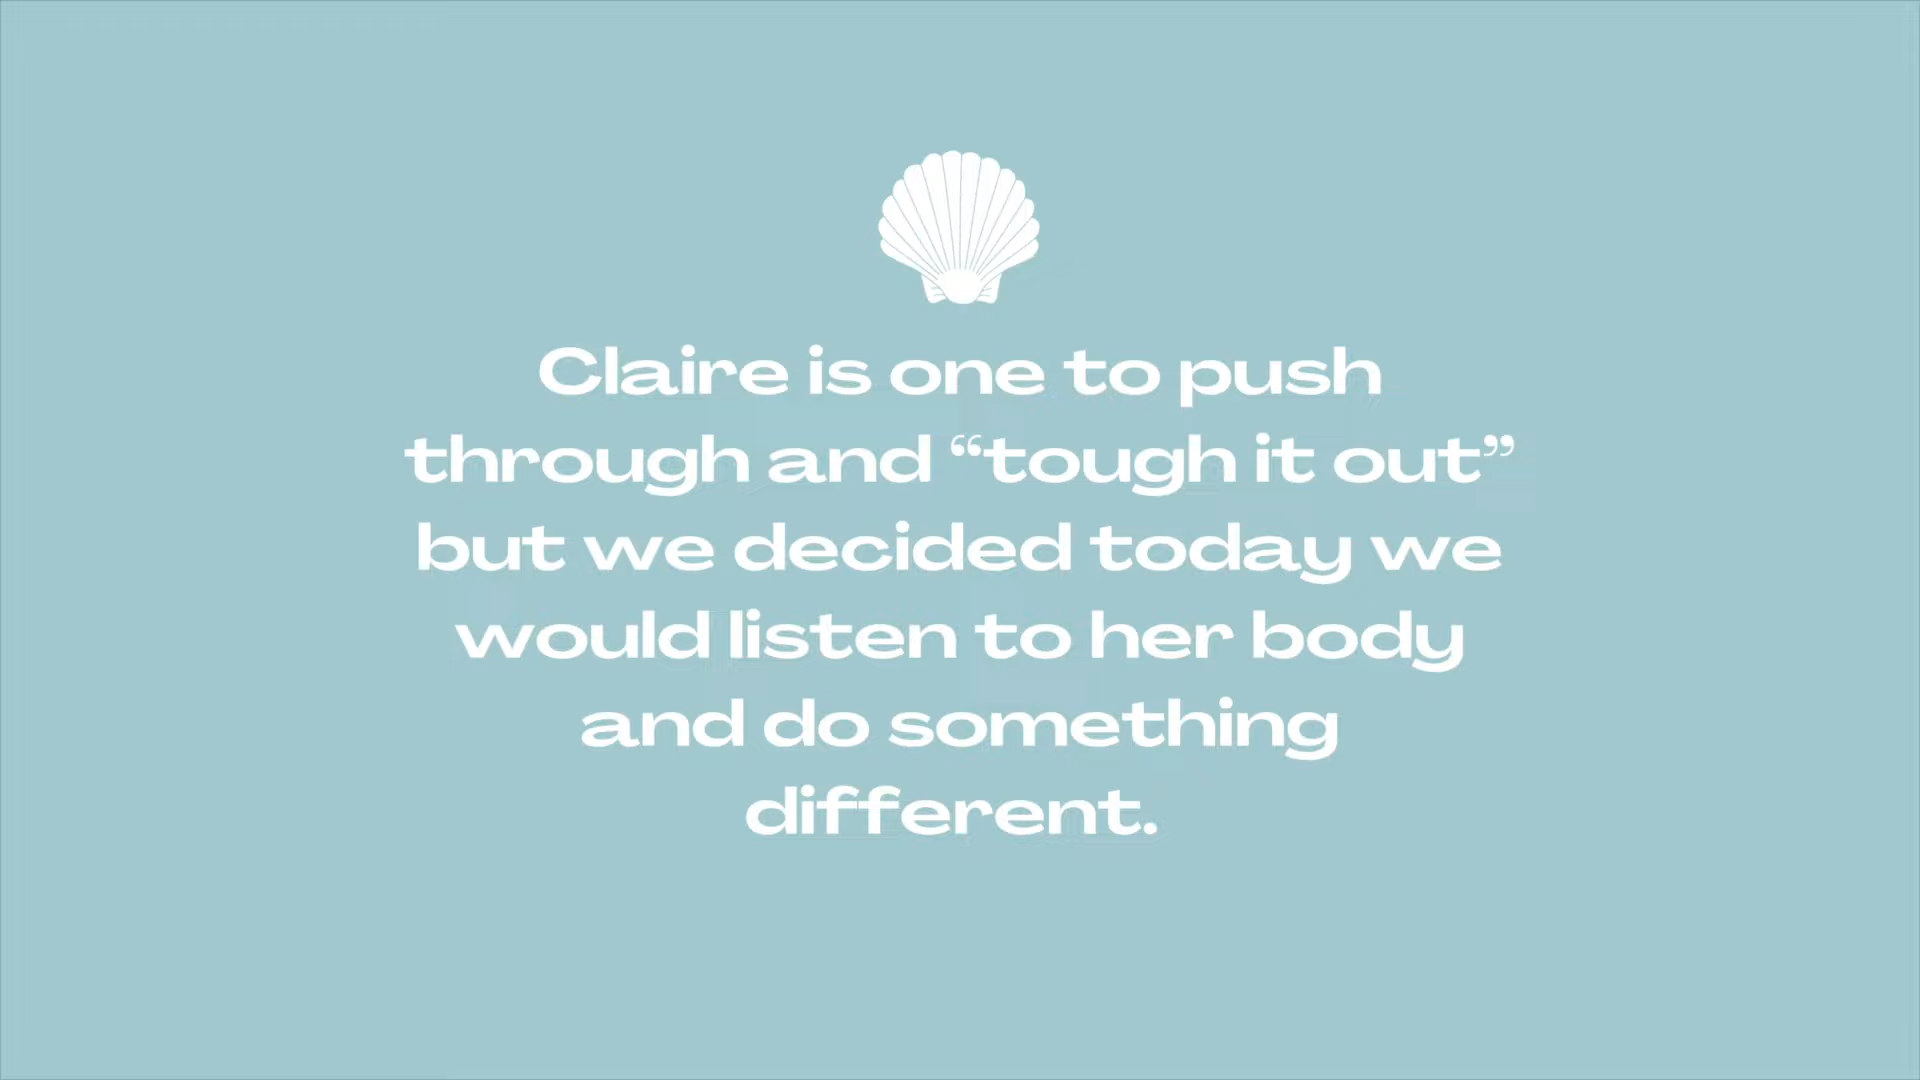 Claire is one to push
through and “tough it out”
but we decided today we
would listen to her body
and do something
different.